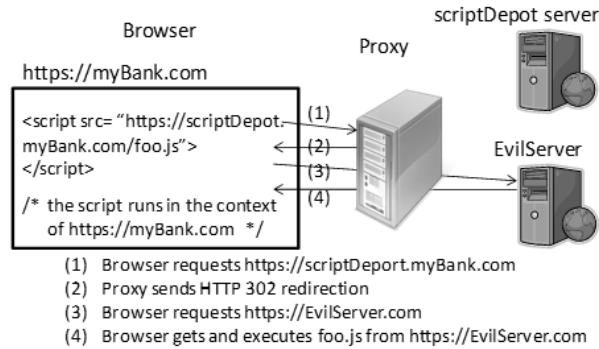 scriptDepot server
Browser
Proxy
https://myBank.com
<script src= “https://scriptDepot.
myBank.com/foo.js”>
</script>
/* the script runs in the context
of https://myBank.com */
(1)
(2)
(3)
(4)
EvilServer
(1) Browser requests https://scriptDeport.myBank.com
(2) Proxy sends HTTP 302 redirection
(3) Browser requests https://EvilServer.com
(4) Browser gets and executes foo.js from https://EvilServer.com